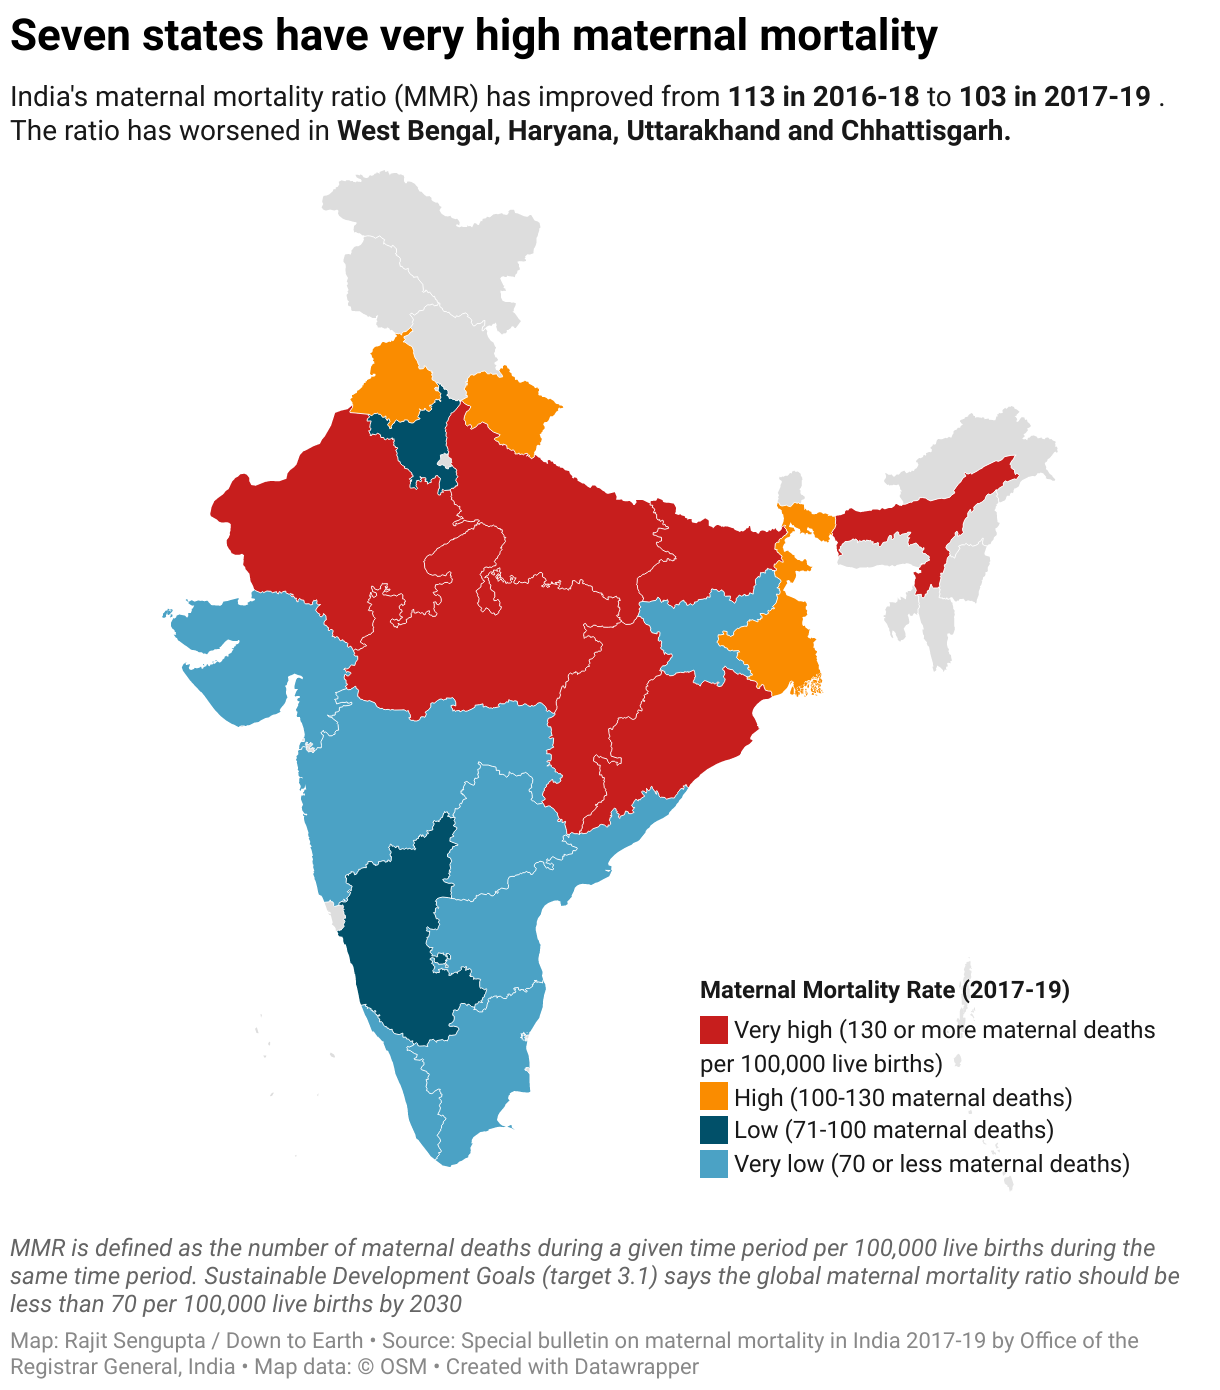 Seven states have very high maternal mortality
India's maternal mortality ratio (MMR) has improved from 113 in 2016-18 to 103 in 2017-19 .
The ratio has worsened in West Bengal, Haryana, Uttarakhand and Chhattisgarh.
Maternal Mortality Rate (2017-19)
Very high (130 or more maternal deaths
per 100,000 live births)
High (100-130 maternal deaths)
Low (71-100 maternal deaths)
Very low (70 or less maternal deaths)
MMR is defined as the number of maternal deaths during a given time period per 100,000 live births during the
same time period. Sustainable Development Goals (target 3.1) says the global maternal mortality ratio should be
less than 70 per 100,000 live births by 2030
Map: Rajit Sengupta / Down to Earth • Source: Special bulletin on maternal mortality in India 2017-19 by Office of the
Registrar General, India • Map data: © OSM • Created with Datawrapper